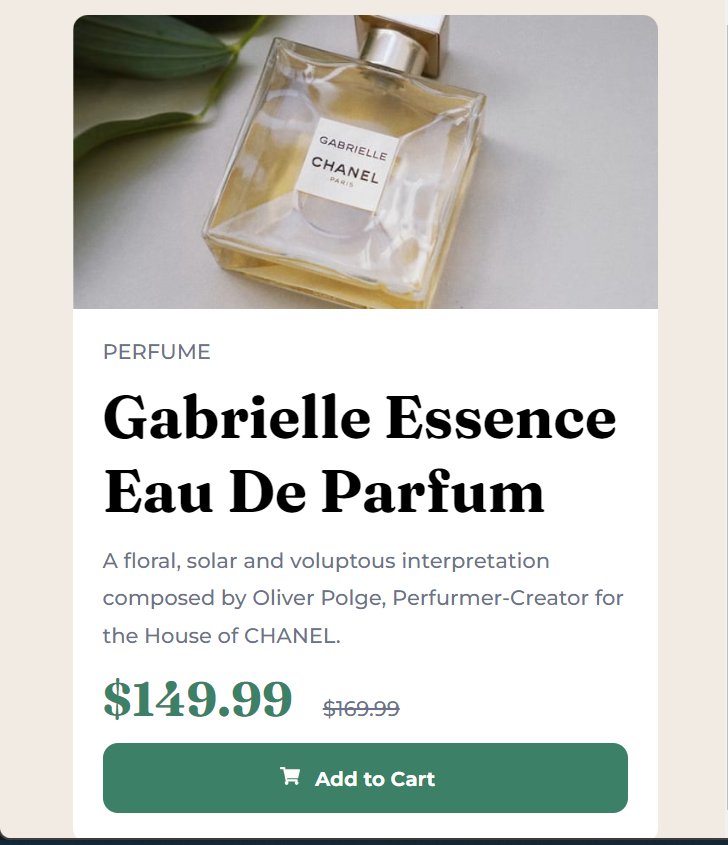 GABRIELLE
CHANEL
PARIS
PERFUME
Gabrielle Essence
Eau De Parfum
A floral, solar and voluptous interpretation
composed by Oliver Polge, Perfurmer-Creator for
the House of CHANEL.
$149.99 $169.99
Add to Cart